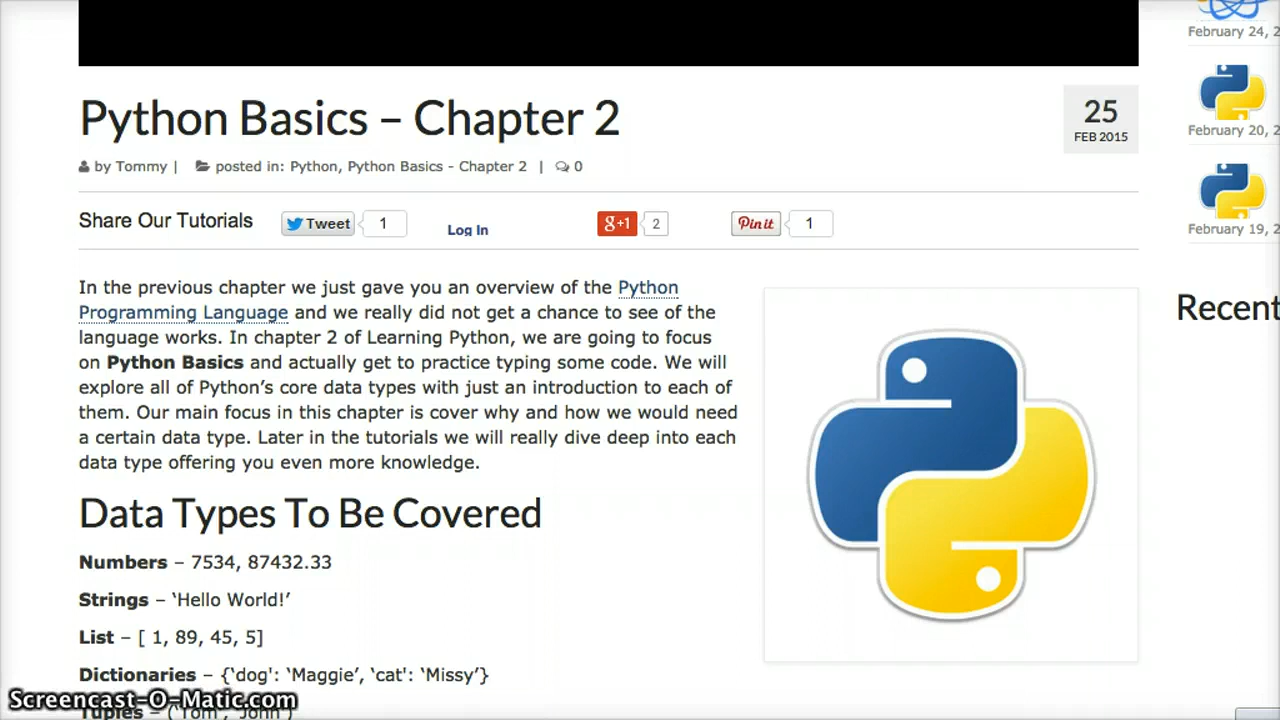 February 24, 2
Python Basics – Chapter 2
25
FEB 2015
by Tommy | posted in: Python, Python Basics - Chapter 2 | 0
February 20, 2
Share Our Tutorials Tweet 1 Log In g+1 2 Pin it 1
February 19, 2
In the previous chapter we just gave you an overview of the Python
Programming Language and we really did not get a chance to see of the
language works. In chapter 2 of Learning Python, we are going to focus
on Python Basics and actually get to practice typing some code. We will
explore all of Python’s core data types with just an introduction to each of
them. Our main focus in this chapter is cover why and how we would need
a certain data type. Later in the tutorials we will really dive deep into each
data type offering you even more knowledge.
Recent
Data Types To Be Covered
Numbers – 7534, 87432.33
Strings – ‘Hello World!’
List – [ 1, 89, 45, 5]
Dictionaries – {‘dog': ‘Maggie’, ‘cat': ‘Missy’}
Tuples – (‘Tom’, ‘John’)
Screencast-O-Matic.com